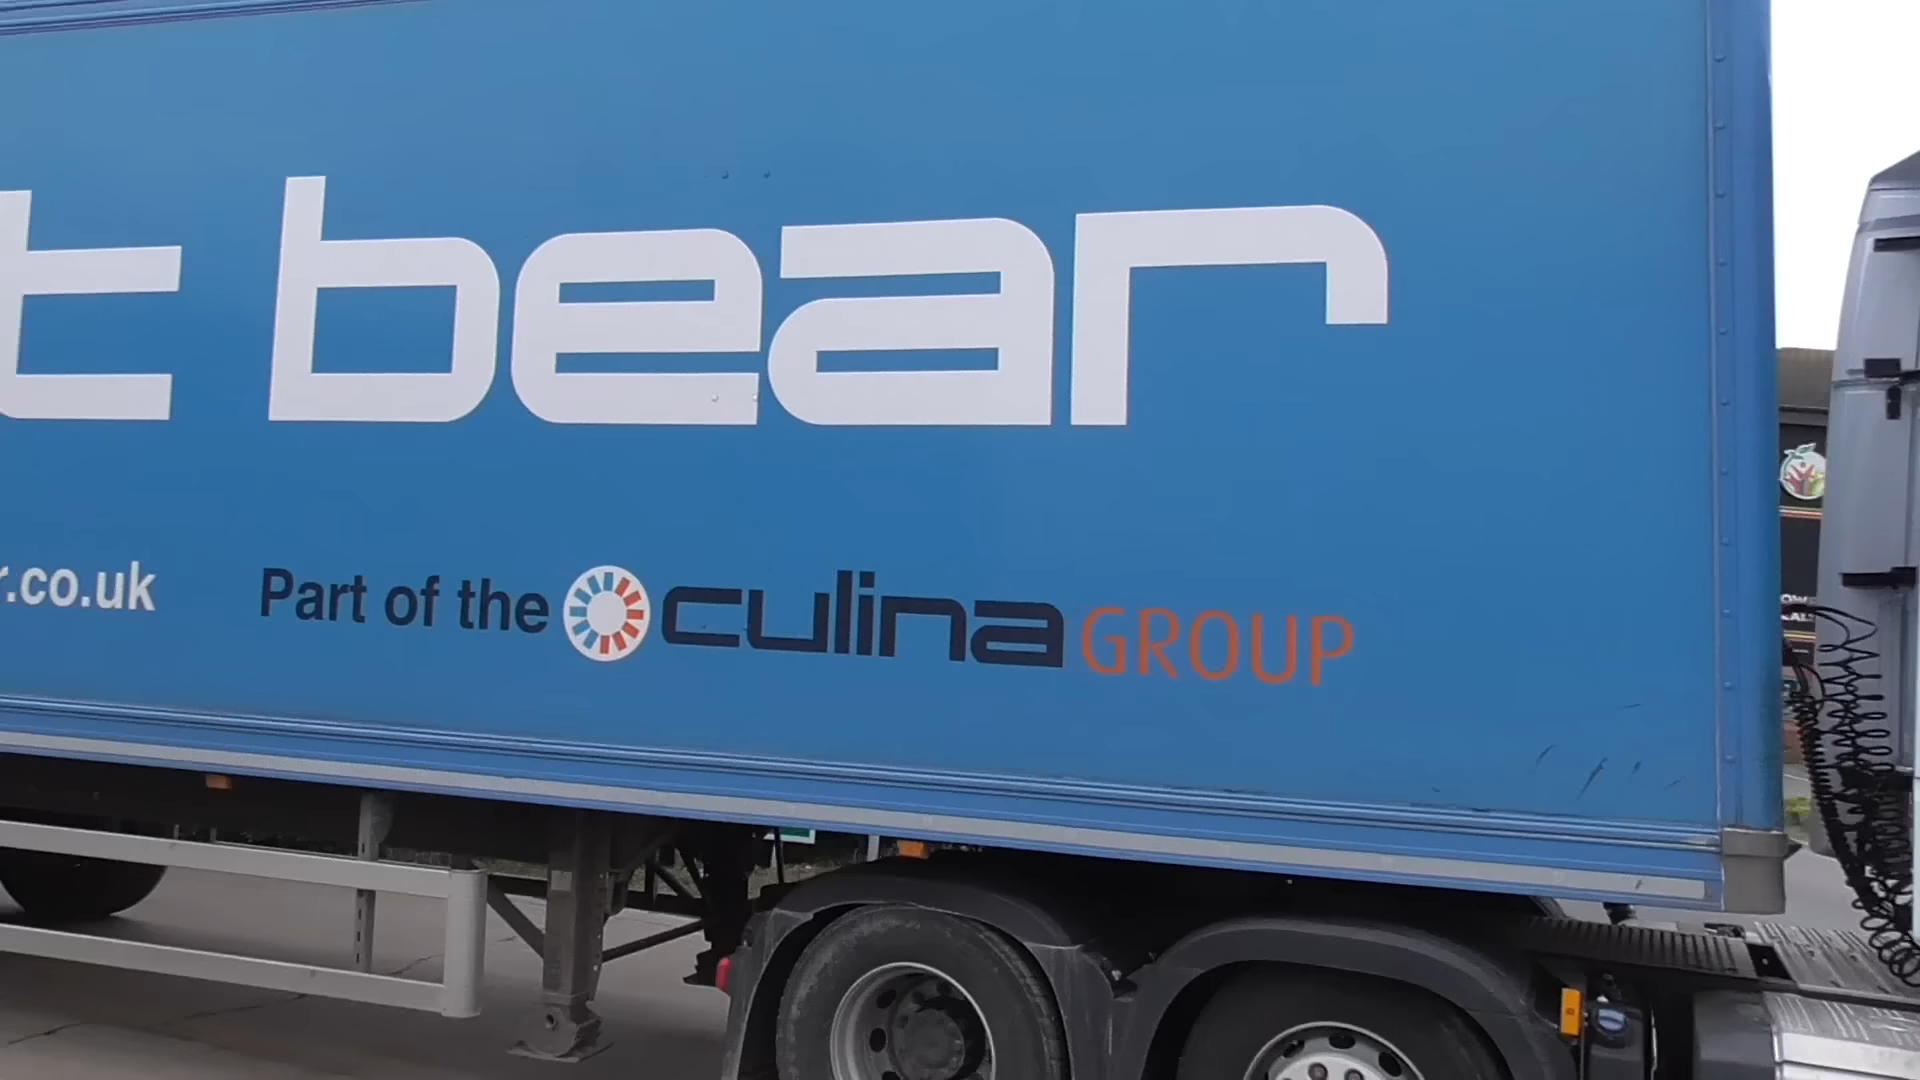 t bear
r.co.uk
Part of the culina GROUP